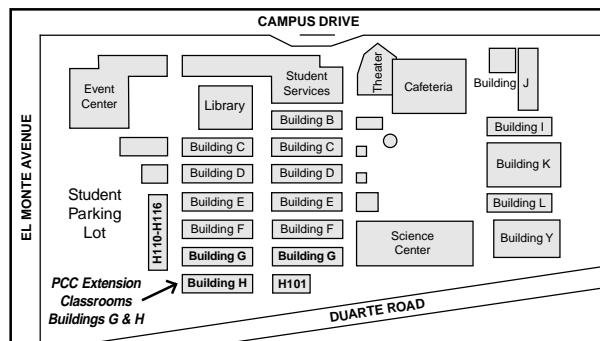 CAMPUS DRIVE
EL MONTE AVENUE
Event
Center
Student
Services
Theater
Cafeteria
Building
J
Library
Building B
Building I
Building C
Building C
Building K
Building D
Building D
Building E
Building E
Building L
Student
Parking
Lot
H110-H116
Building F
Building F
Science
Center
Building Y
Building G
Building G
PCC Extension
Classrooms
Buildings G & H
Building H
H101
DUARTE ROAD